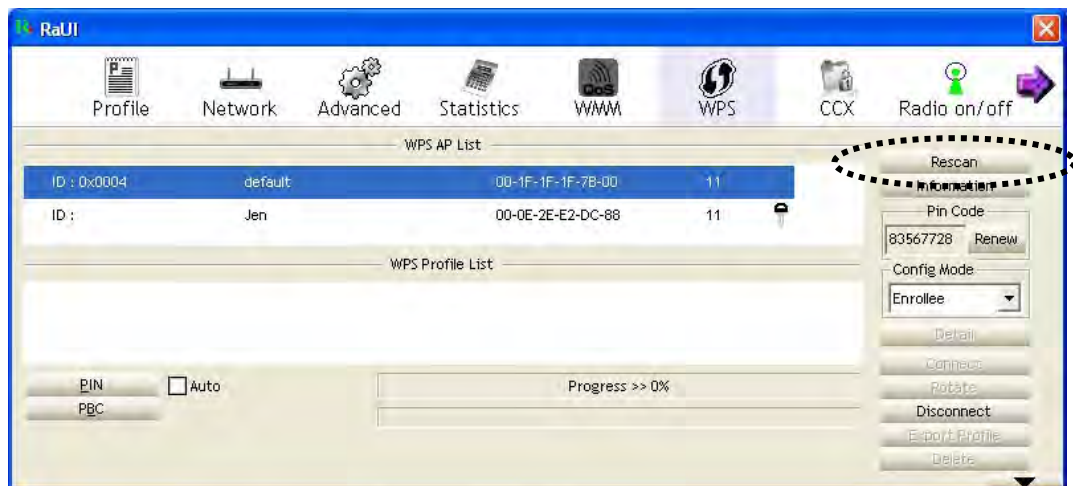 RaUI
Profile Network Advanced Statistics QoS WMM WPS CCX Radio on/off
WPS AP List
Rescan
ID : 0x0004 default 00-1F-1F-1F-7B-00 11
Information
ID : Jen 00-0E-2E-E2-DC-88 11
Pin Code
83567728 Renew
WPS Profile List
Config Mode
Enrollee
Detail
Connect
PIN Auto Progress >> 0%
Rotate
PBC
Disconnect
Export Profile
Delete